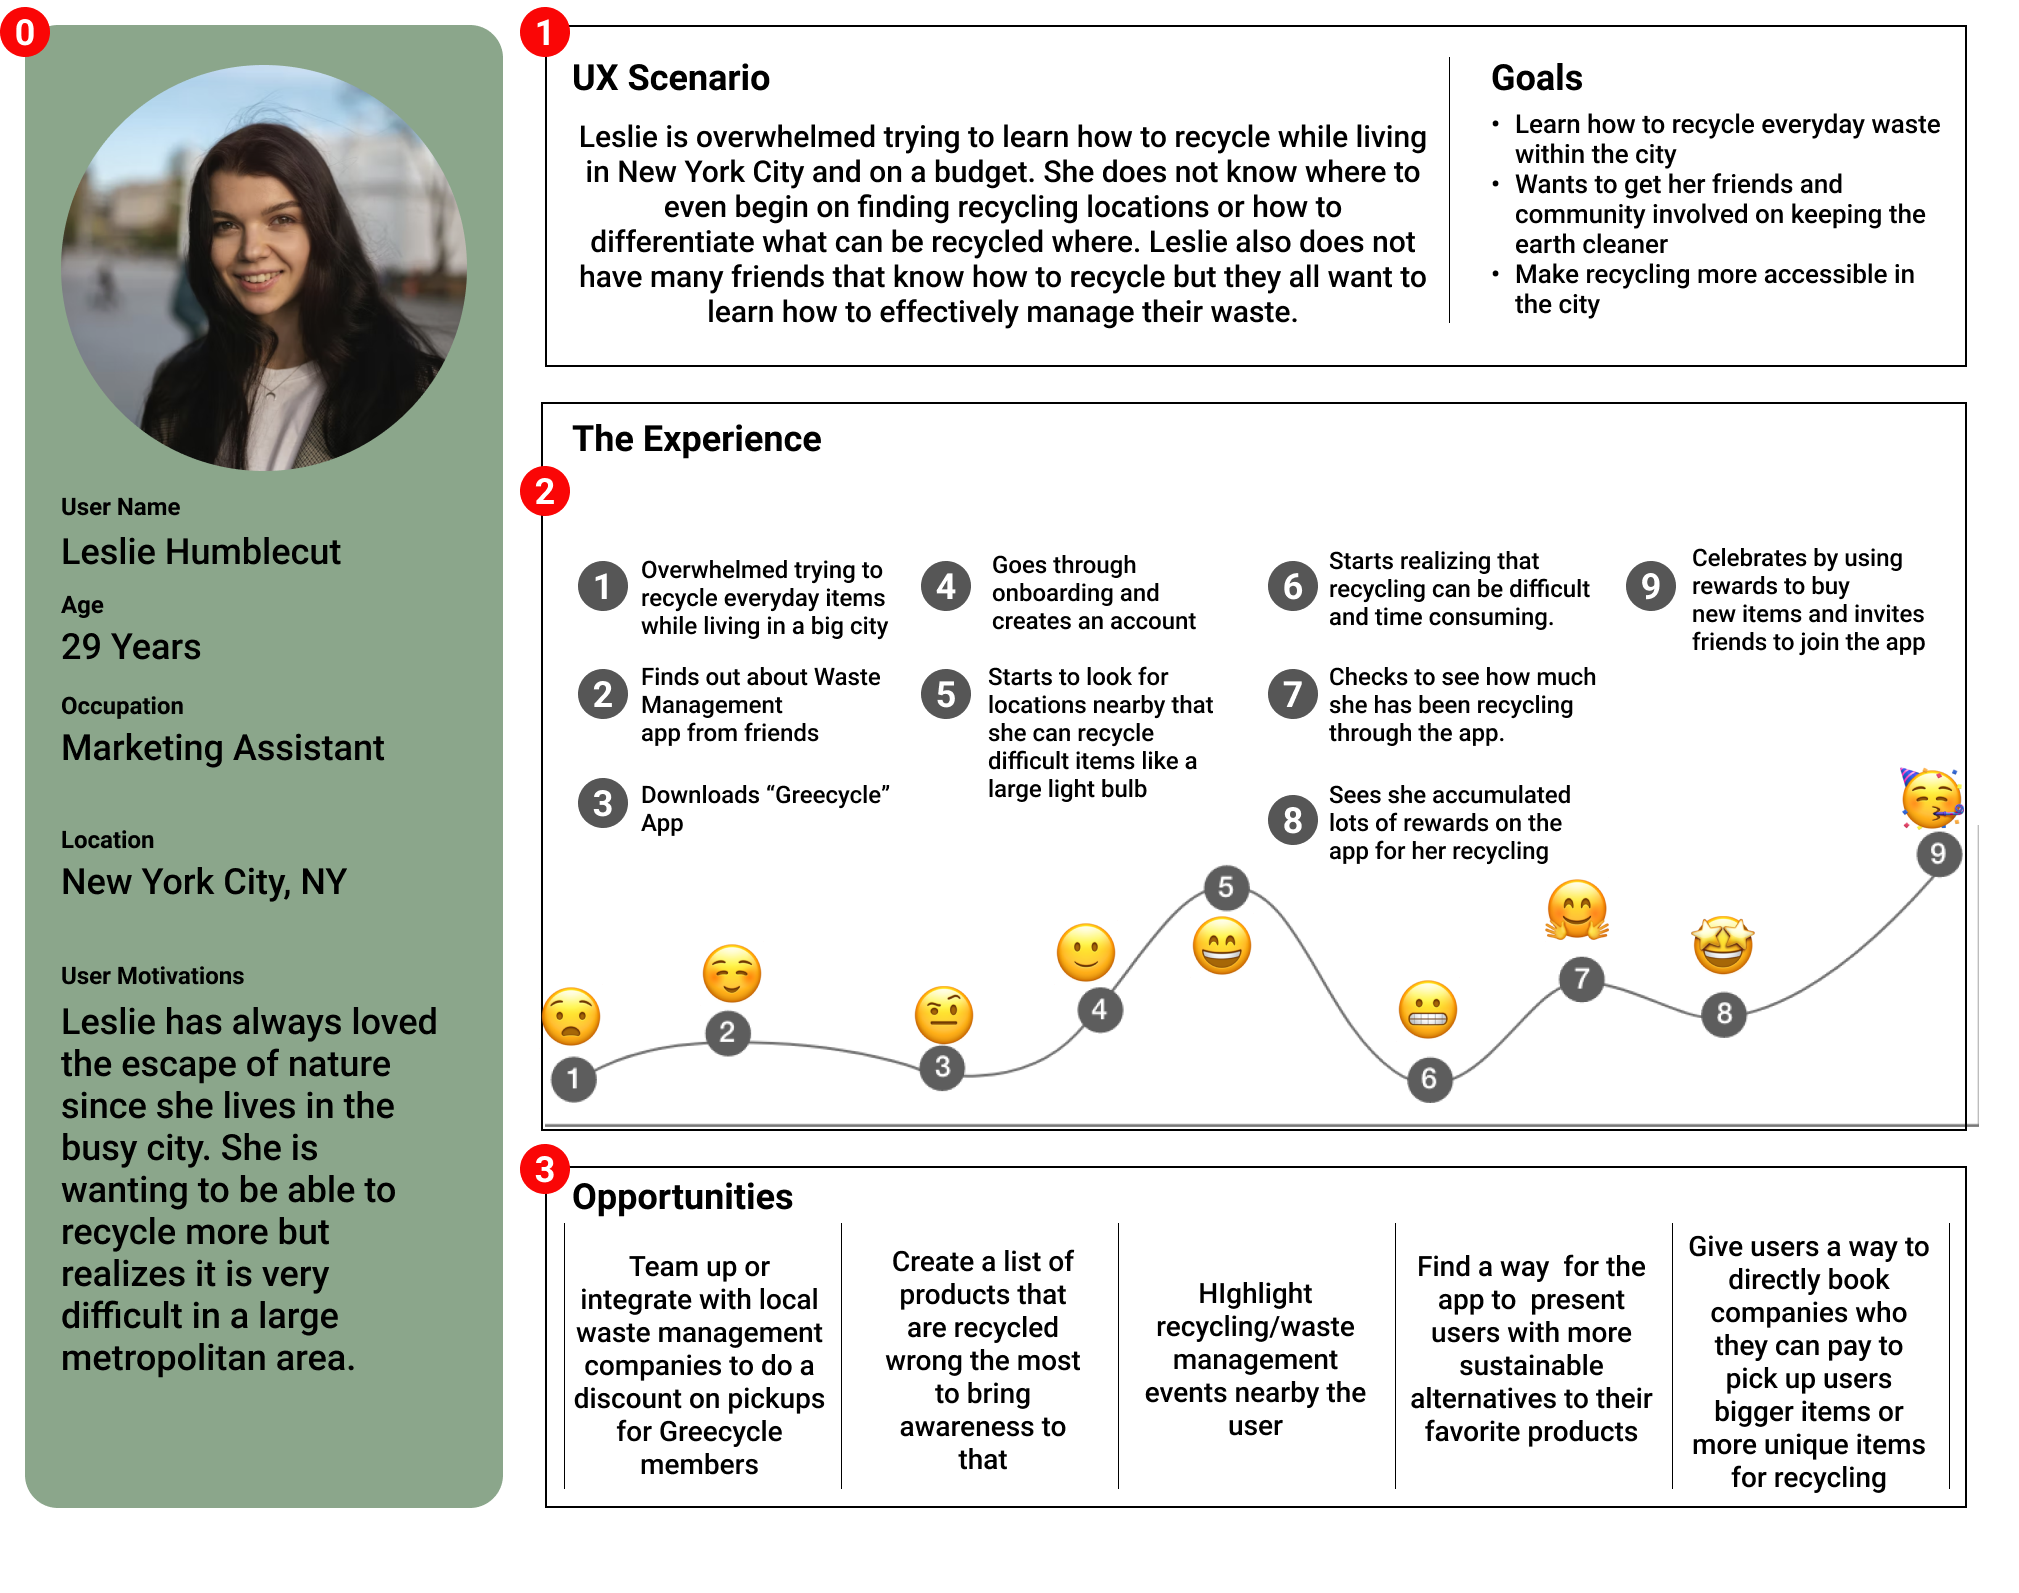 0
User Name
Leslie Humblecut
Age
29 Years
Occupation
Marketing Assistant
Location
New York City, NY
User Motivations
Leslie has always loved
the escape of nature
since she lives in the
busy city. She is
wanting to be able to
recycle more but
realizes it is very
difficult in a large
metropolitan area.
1
UX Scenario
Leslie is overwhelmed trying to learn how to recycle while living
in New York City and on a budget. She does not know where to
even begin on finding recycling locations or how to
differentiate what can be recycled where. Leslie also does not
have many friends that know how to recycle but they all want to
learn how to effectively manage their waste.
Goals
• Learn how to recycle everyday waste
within the city
• Wants to get her friends and
community involved on keeping the
earth cleaner
• Make recycling more accessible in
the city
2
The Experience
1
Overwhelmed trying to
recycle everyday items
while living in a big city
2
Finds out about Waste
Management
app from friends
3
Downloads “Greecycle”
App
4
Goes through
onboarding and
creates an account
5
Starts to look for
locations nearby that
she can recycle
difficult items like a
large light bulb
6
Starts realizing that
recycling can be difficult
and time consuming.
7
Checks to see how much
she has been recycling
through the app.
8
Sees she accumulated
lots of rewards on the
app for her recycling
9
Celebrates by using
rewards to buy
new items and invites
friends to join the app
1
2
3
4
5
6
7
8
9
3
Opportunities
Team up or
integrate with local
waste management
companies to do a
discount on pickups
for Greecycle
members
Create a list of
products that
are recycled
wrong the most
to bring
awareness to
that
HIghlight
recycling/waste
management
events nearby the
user
Find a way  for the
app to  present
users with more
sustainable
alternatives to their
favorite products
Give users a way to
directly book
companies who
they can pay to
pick up users
bigger items or
more unique items
for recycling